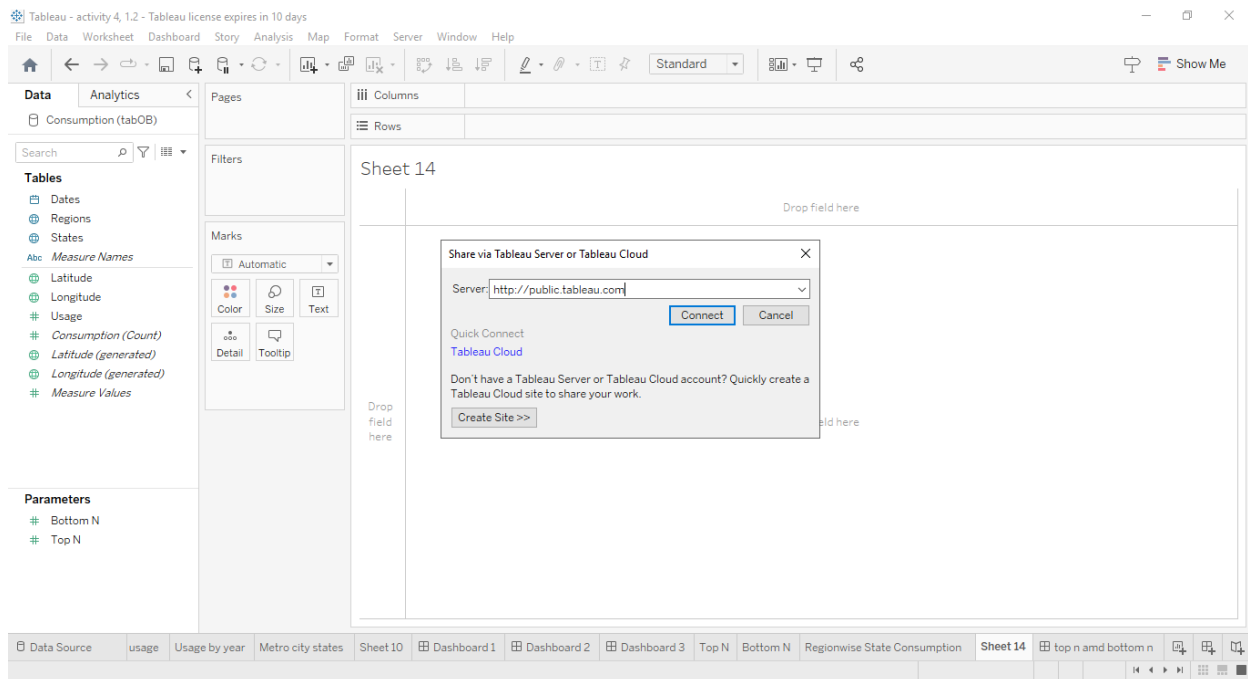 Tableau - activity 4, 1.2 - Tableau license expires in 10 days
File Data Worksheet Dashboard Story Analysis Map Format Server Window Help
Standard
Show Me
Data Analytics
Consumption (tabOB)
Search
Tables
Dates
Regions
States
Abc Measure Names
Latitude
Longitude
# Usage
# Consumption (Count)
Latitude (generated)
Longitude (generated)
# Measure Values
Parameters
# Bottom N
# Top N
Pages
Filters
Marks
T Automatic
Color Size T Text
Detail Tooltip
Columns
Rows
Sheet 14
Drop field here
Drop
field
here
eld here
Share via Tableau Server or Tableau Cloud
Server: http://public.tableau.com
Connect Cancel
Quick Connect
Tableau Cloud
Don't have a Tableau Server or Tableau Cloud account? Quickly create a
Tableau Cloud site to share your work.
Create Site >>
Data Source usage Usage by year Metro city states Sheet 10 Dashboard 1 Dashboard 2 Dashboard 3 Top N Bottom N Regionwise State Consumption Sheet 14 top n amd bottom n